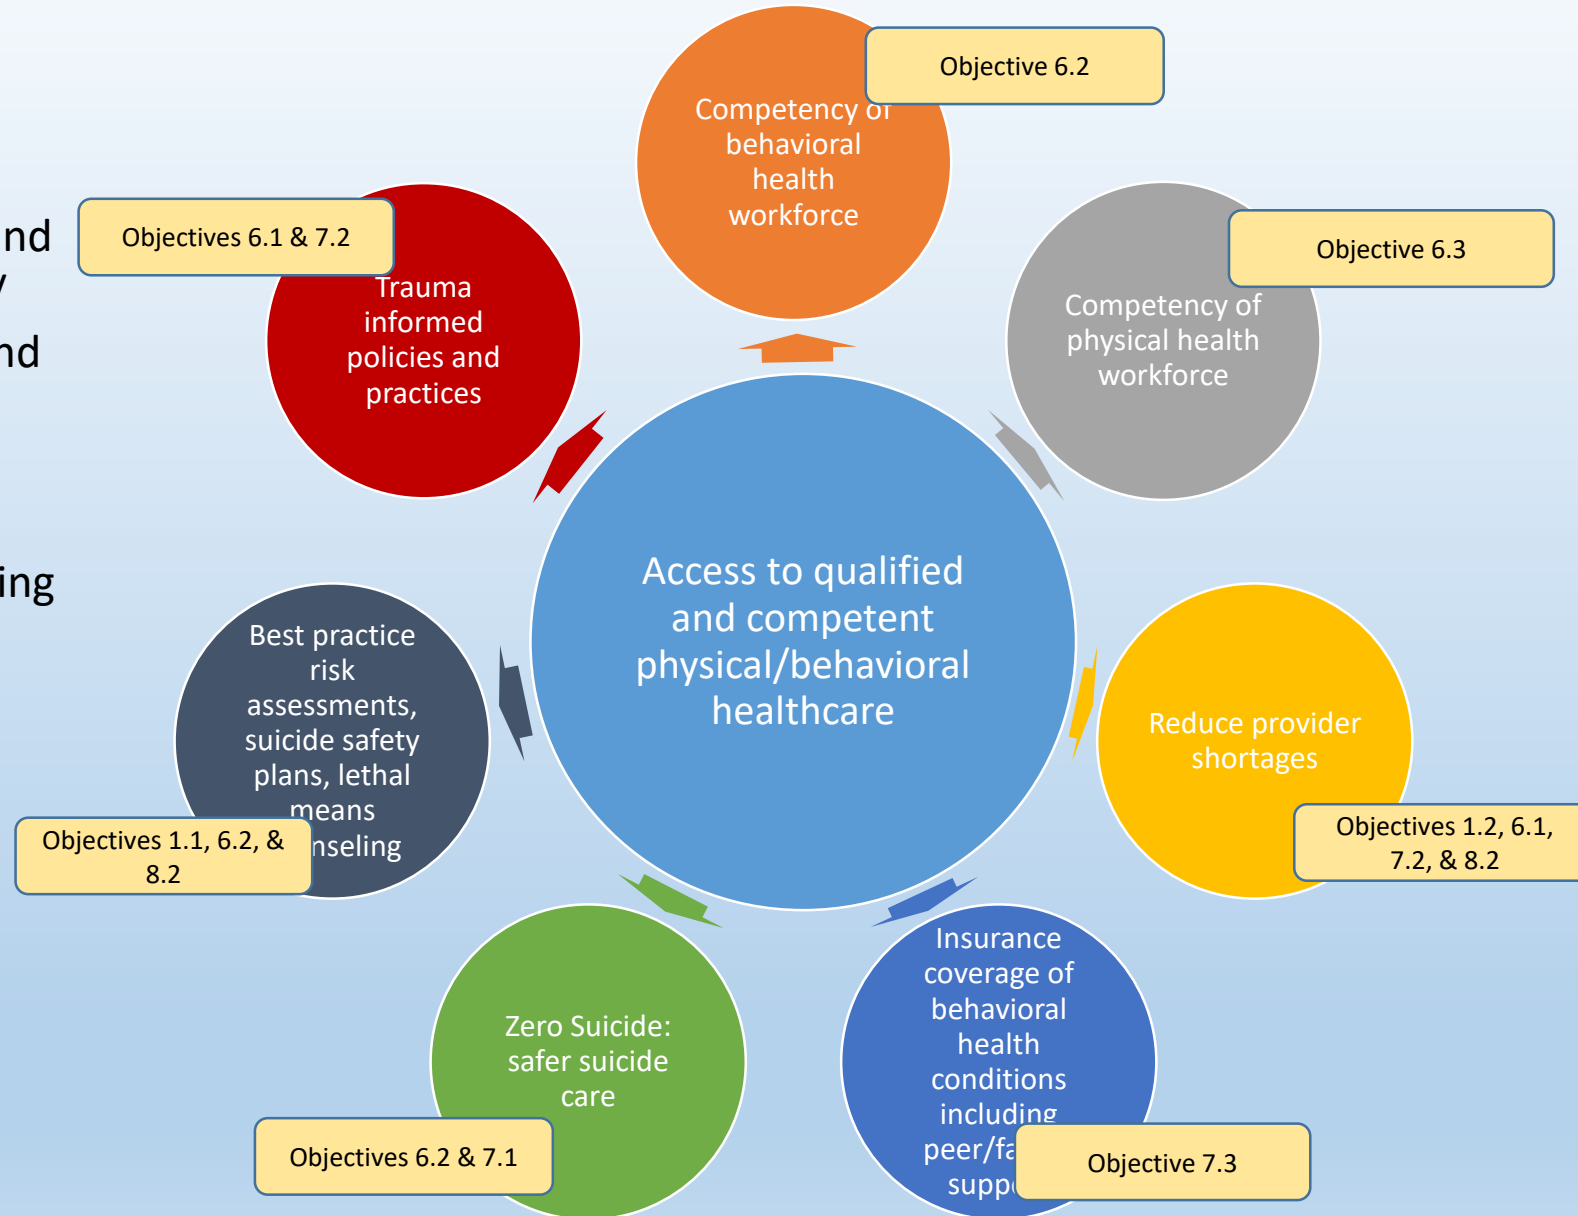 Objective 6.2
Competency of
behavioral
health
workforce
Objectives 6.1 & 7.2
Trauma
informed
policies and
practices
Objective 6.3
Competency of
physical health
workforce
Access to qualified
and competent
physical/behavioral
healthcare
Best practice
risk
assessments,
suicide safety
plans, lethal
means
Objectives 1.1, 6.2, &
8.2
Reduce provider
shortages
Objectives 1.2, 6.1,
7.2, & 8.2
Zero Suicide:
safer suicide
care
Objectives 6.2 & 7.1
Insurance
coverage of
behavioral
health
conditions
including
Objective 7.3